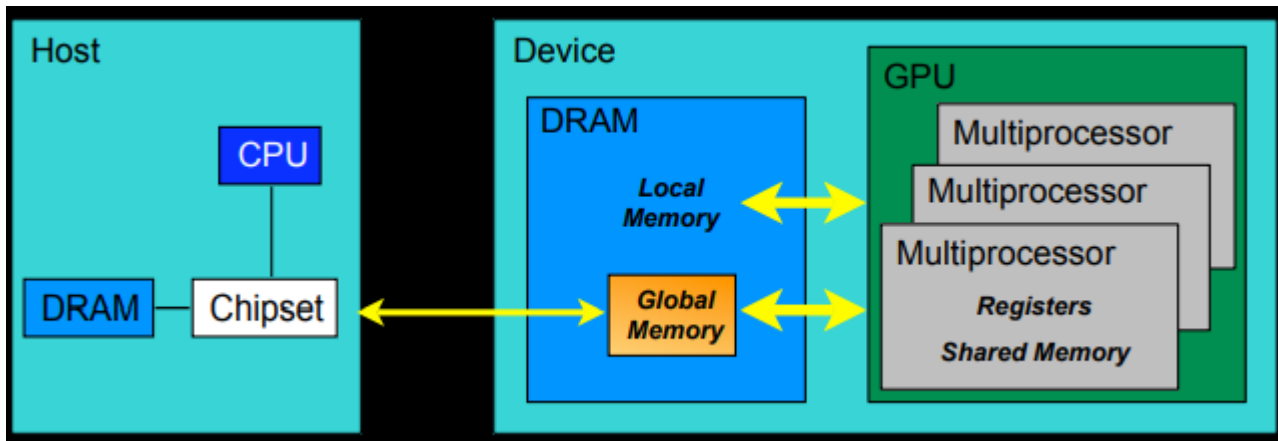 Host
CPU
DRAM
Chipset
Device
DRAM
Local
Memory
Global
Memory
GPU
Multiprocessor
Multiprocessor
Multiprocessor
Registers
Shared Memory